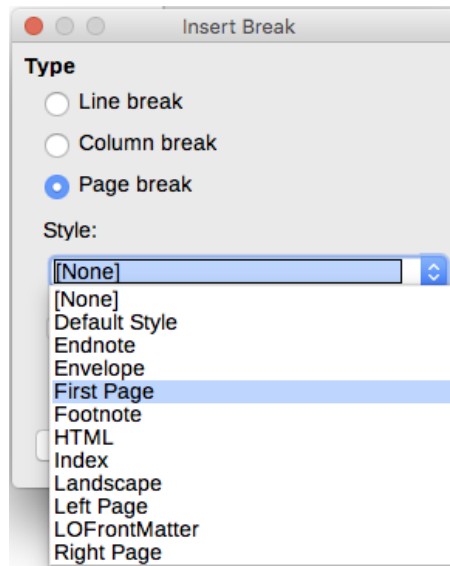 Insert Break
Type
Line break
Column break
Page break
Style:
[None]
[None]
Default Style
Endnote
Envelope
First Page
Footnote
HTML
Index
Landscape
Left Page
LOFrontMatter
Right Page